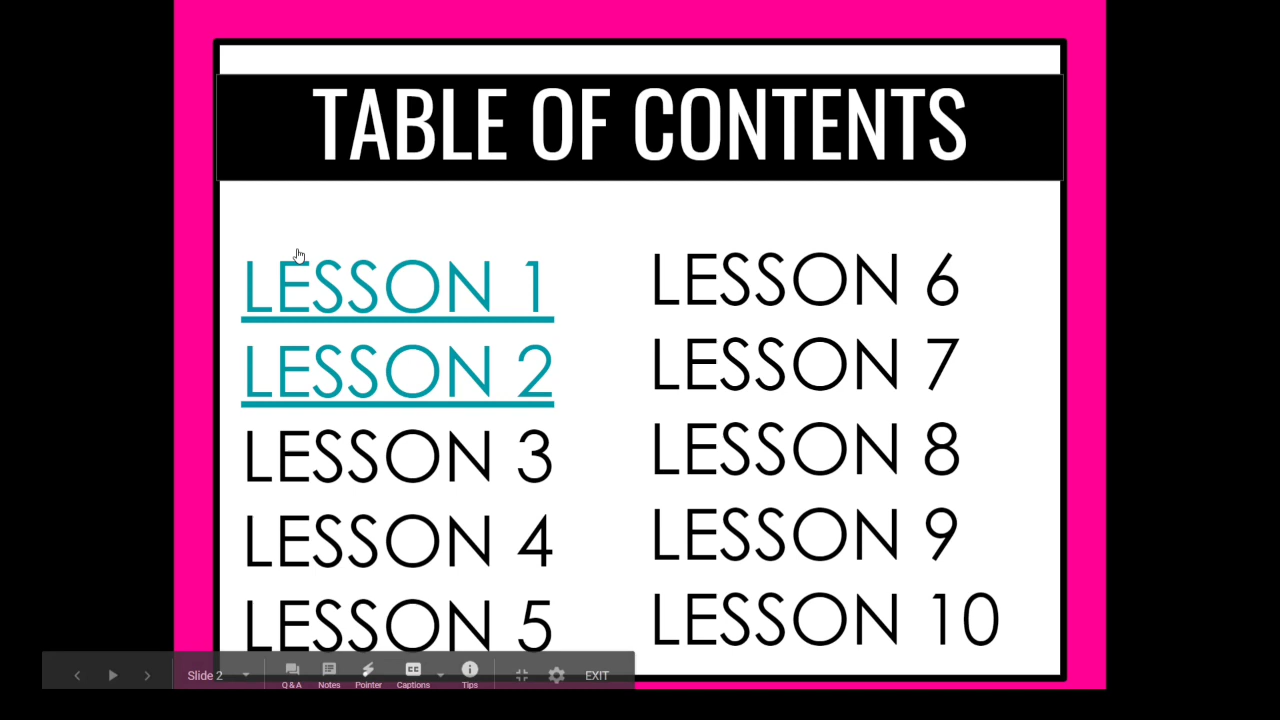 TABLE OF CONTENTS
LESSON 1
LESSON 2
LESSON 3
LESSON 4
LESSON 5
LESSON 6
LESSON 7
LESSON 8
LESSON 9
LESSON 10
Slide 2
Q & A
Notes
Pointer
CC
Captions
Tips
EXIT